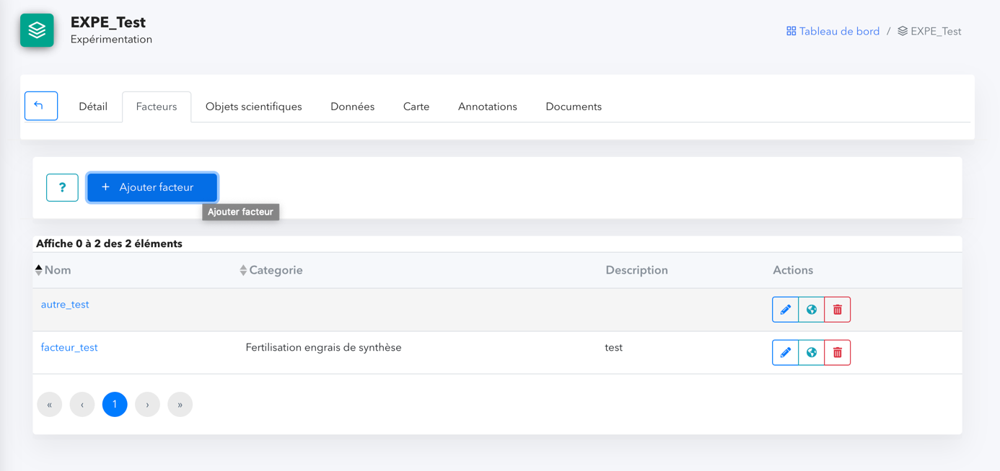 EXPE_Test
Expérimentation
Tableau de bord / EXPE_Test
Détail Facteurs Objets scientifiques Données Carte Annotations Documents
? + Ajouter facteur
Ajouter facteur
Affiche 0 à 2 des 2 éléments
Nom Categorie Description Actions
autre_test
facteur_test Fertilisation engrais de synthèse test
« ‹ 1 › »